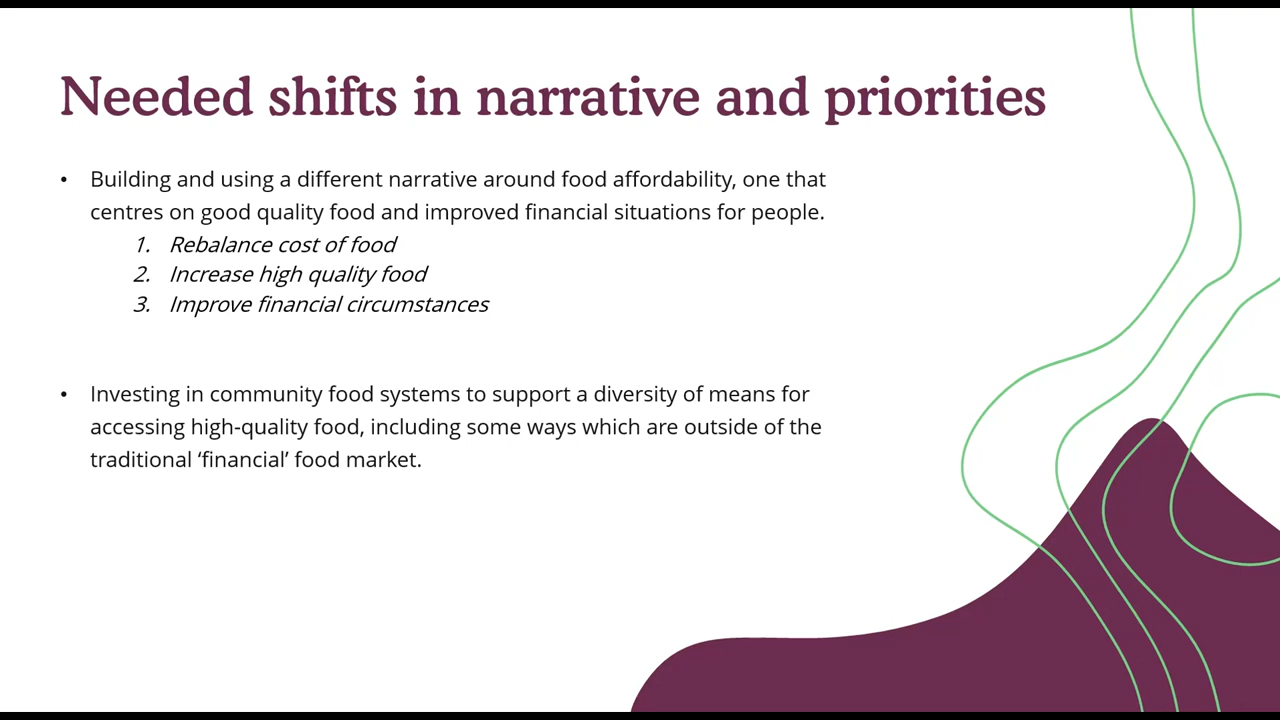 Needed shifts in narrative and priorities
• Building and using a different narrative around food affordability, one that
centres on good quality food and improved financial situations for people.
1. Rebalance cost of food
2. Increase high quality food
3. Improve financial circumstances
• Investing in community food systems to support a diversity of means for
accessing high-quality food, including some ways which are outside of the
traditional ‘financial’ food market.